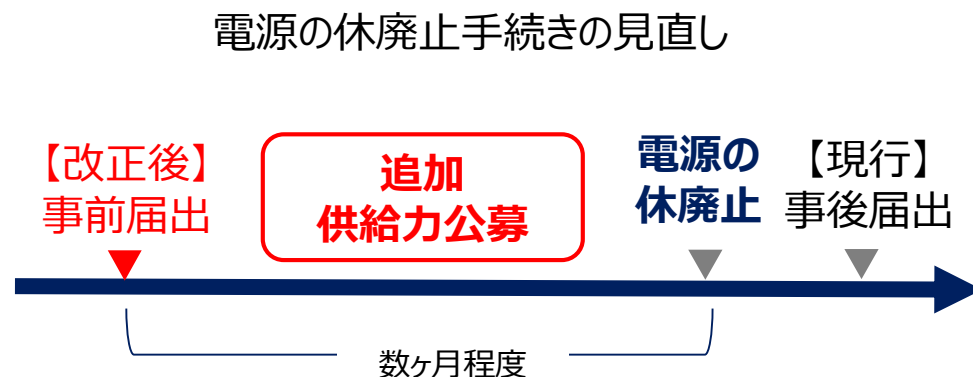 電源の休廃止手続きの見直し
【改正後】
事前届出
追加
供給力公募
電源の
休廃止
【現行】
事後届出
数ヶ月程度